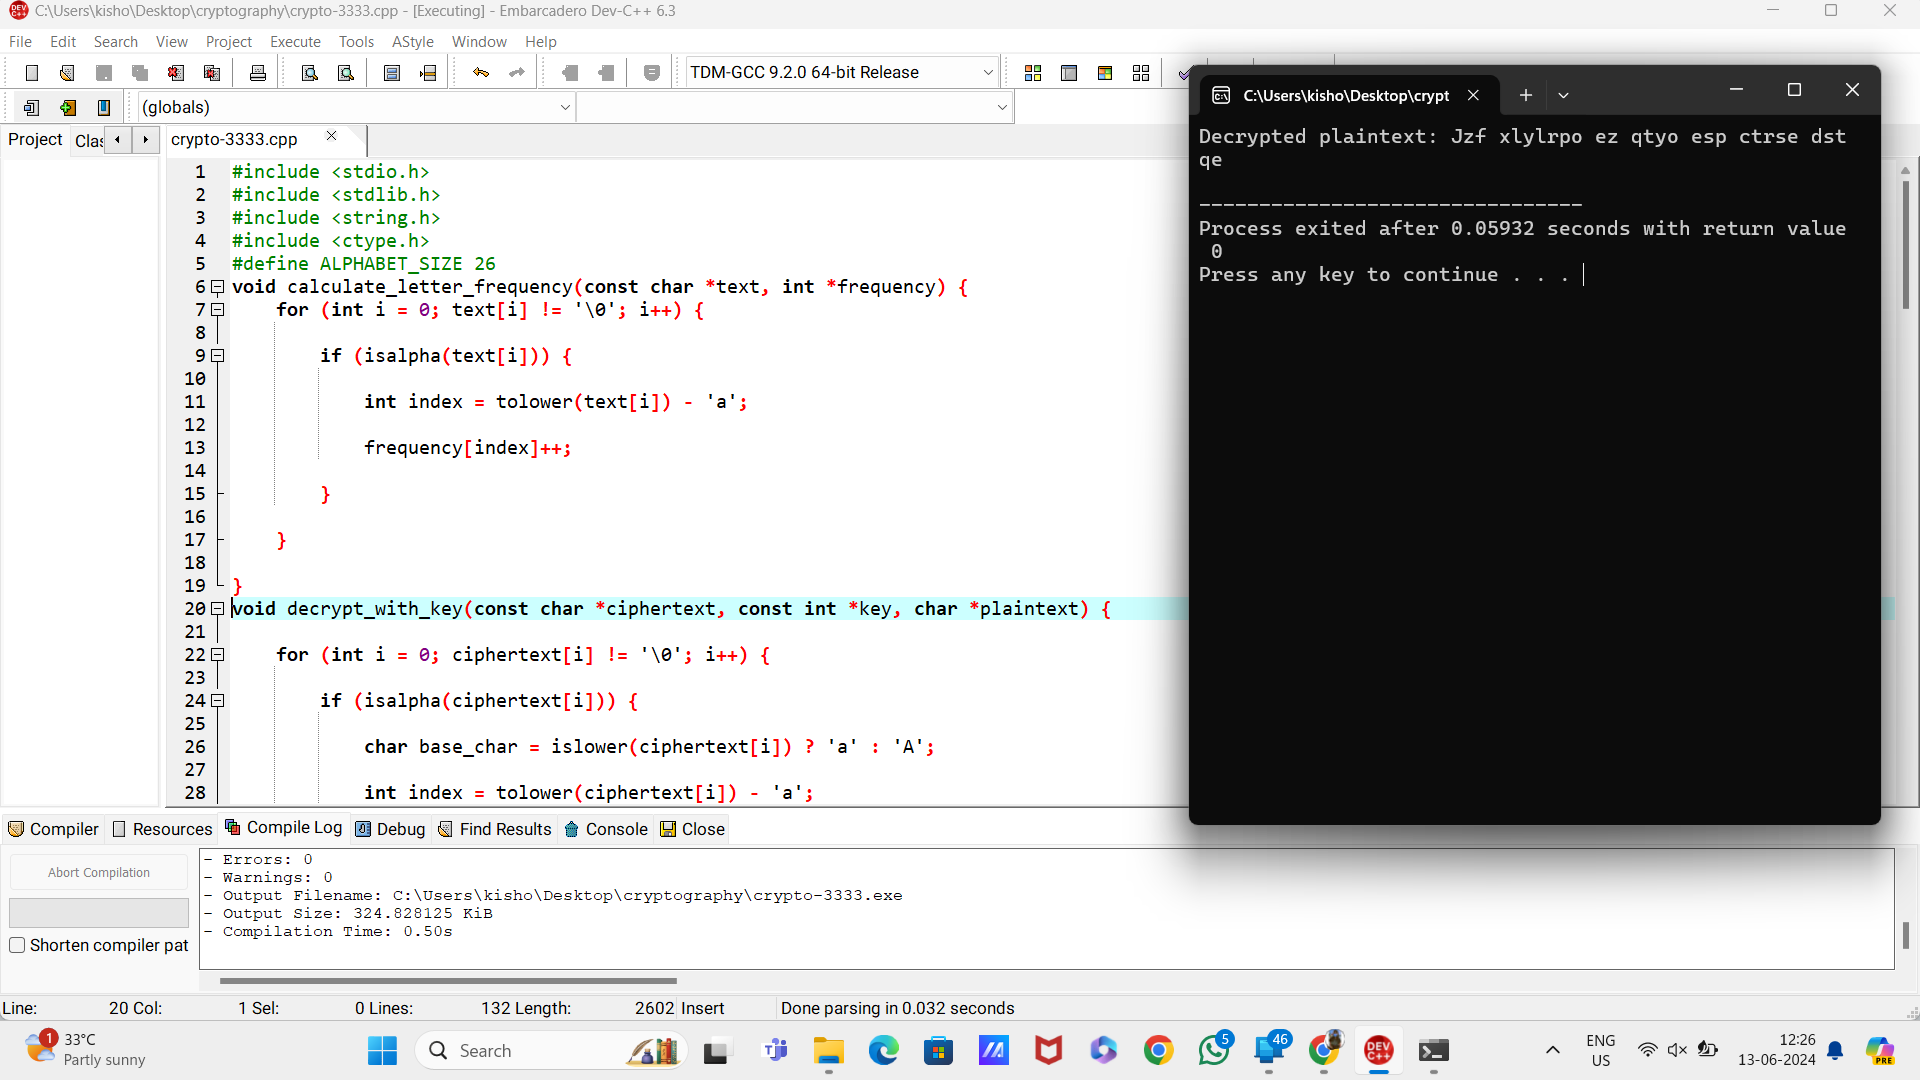 C:\Users\kisho\Desktop\cryptography\crypto-3333.cpp - [Executing] - Embarcadero Dev-C++ 6.3
File Edit Search View Project Execute Tools AStyle Window Help
TDM-GCC 9.2.0 64-bit Release
(globals)
Project Clas
crypto-3333.cpp
1 #include <stdio.h>
2 #include <stdlib.h>
3 #include <string.h>
4 #include <ctype.h>
5 #define ALPHABET_SIZE 26
6 void calculate_letter_frequency(const char *text, int *frequency) {
7 for (int i = 0; text[i] != '\0'; i++) {
8
9 if (isalpha(text[i])) {
10
11 int index = tolower(text[i]) - 'a';
12
13 frequency[index]++;
14
15 }
16
17 }
18
19 }
20 void decrypt_with_key(const char *ciphertext, const int *key, char *plaintext) {
21
22 for (int i = 0; ciphertext[i] != '\0'; i++) {
23
24 if (isalpha(ciphertext[i])) {
25
26 char base_char = islower(ciphertext[i]) ? 'a' : 'A';
27
28 int index = tolower(ciphertext[i]) - 'a';
C:\Users\kisho\Desktop\crypt
Decrypted plaintext: Jzf xlylrpo ez qtyo esp ctrse dst
qe
--------------------------------
Process exited after 0.05932 seconds with return value
0
Press any key to continue . . .
Compiler Resources Compile Log Debug Find Results Console Close
Abort Compilation
Shorten compiler pat
- Errors: 0
- Warnings: 0
- Output Filename: C:\Users\kisho\Desktop\cryptography\crypto-3333.exe
- Output Size: 324.828125 KiB
- Compilation Time: 0.50s
Line: 20 Col: 1 Sel: 0 Lines: 132 Length: 2602 Insert Done parsing in 0.032 seconds
1
33°C
Partly sunny
Search
5
46
DEV C++
ENG
US
12:26
13-06-2024
PRE